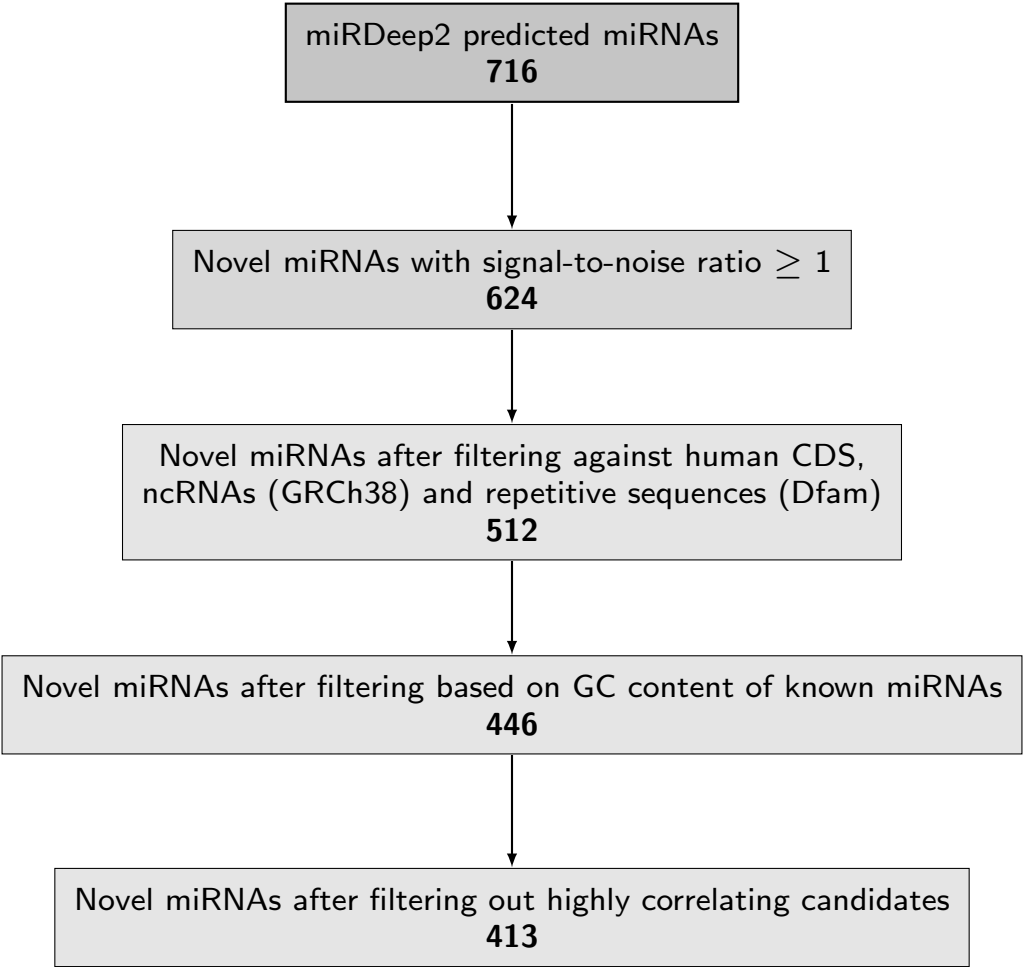 miRDeep2 predicted miRNAs
716
Novel miRNAs with signal-to-noise ratio ≥ 1
624
Novel miRNAs after filtering against human CDS,
ncRNAs (GRCh38) and repetitive sequences (Dfam)
512
Novel miRNAs after filtering based on GC content of known miRNAs
446
Novel miRNAs after filtering out highly correlating candidates
413